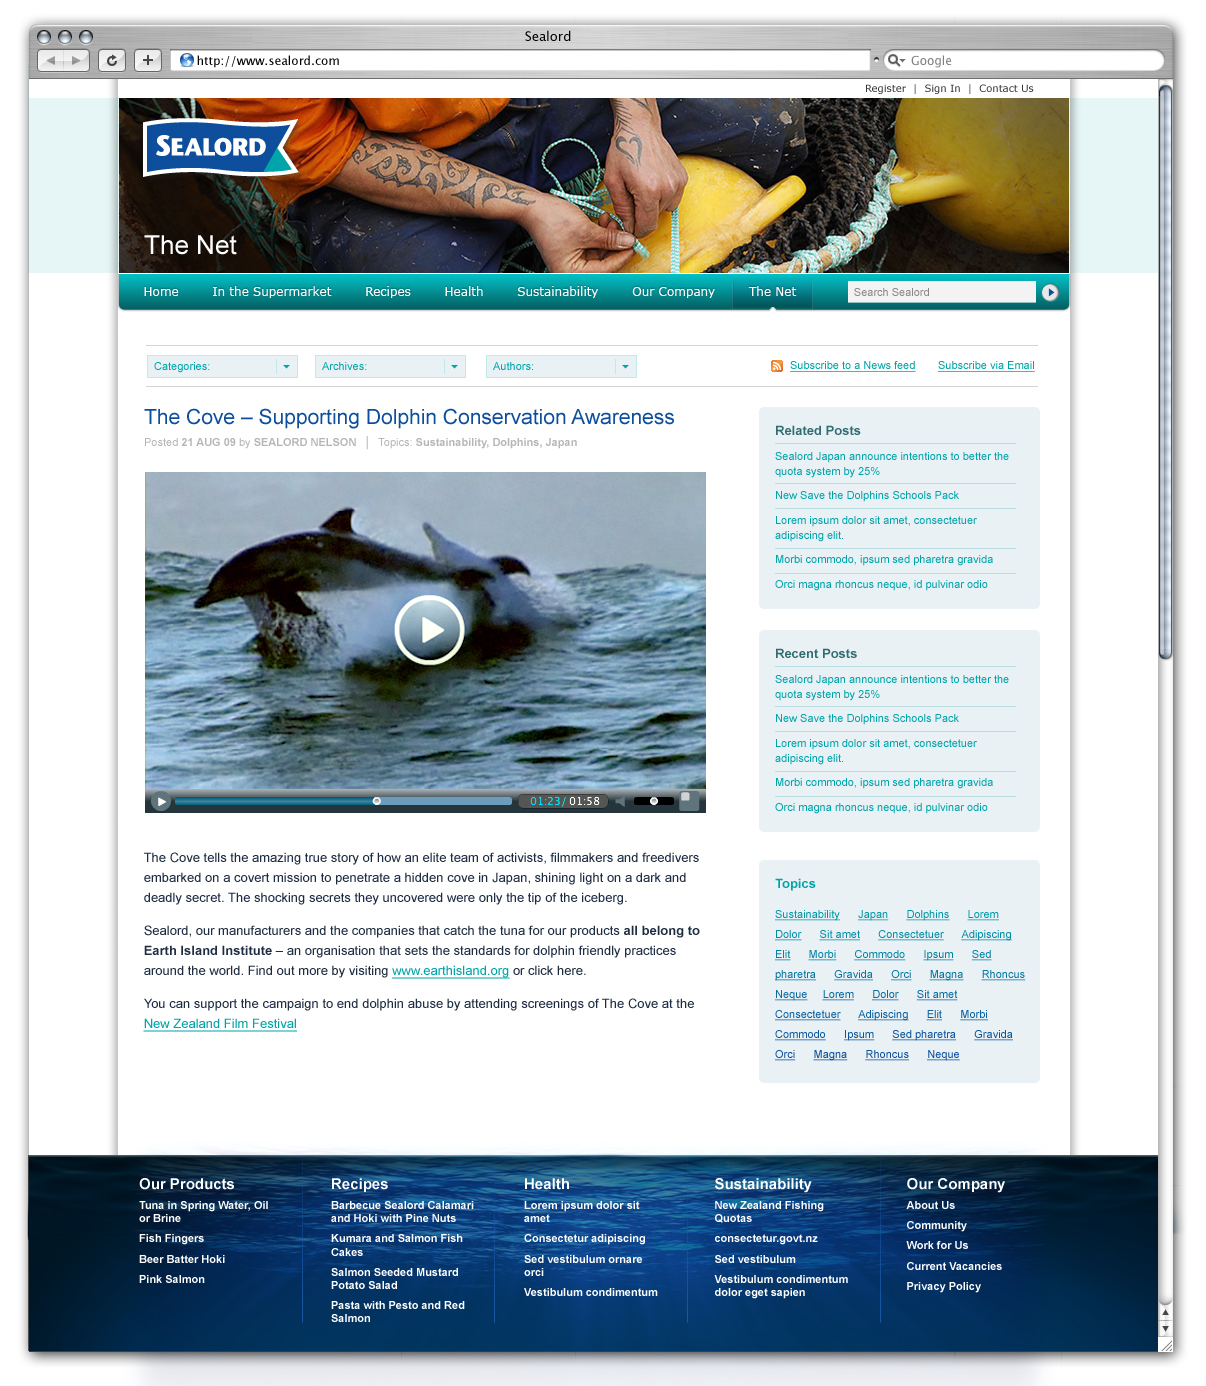 Sealord
http://www.sealord.com
Google
Register | Sign In | Contact Us
SEALORD
The Net
Home In the Supermarket Recipes Health Sustainability Our Company The Net Search Sealord
Categories: Archives: Authors: Subscribe to a News feed Subscribe via Email
The Cove – Supporting Dolphin Conservation Awareness
Posted 21 AUG 09 by SEALORD NELSON | Topics: Sustainability, Dolphins, Japan
01:23/ 01:58
The Cove tells the amazing true story of how an elite team of activists, filmmakers and freedivers
embarked on a covert mission to penetrate a hidden cove in Japan, shining light on a dark and
deadly secret. The shocking secrets they uncovered were only the tip of the iceberg.
Sealord, our manufacturers and the companies that catch the tuna for our products all belong to
Earth Island Institute – an organisation that sets the standards for dolphin friendly practices
around the world. Find out more by visiting www.earthisland.org or click here.
You can support the campaign to end dolphin abuse by attending screenings of The Cove at the
New Zealand Film Festival
Related Posts
Sealord Japan announce intentions to better the
quota system by 25%
New Save the Dolphins Schools Pack
Lorem ipsum dolor sit amet, consectetuer
adipiscing elit.
Morbi commodo, ipsum sed pharetra gravida
Orci magna rhoncus neque, id pulvinar odio
Recent Posts
Sealord Japan announce intentions to better the
quota system by 25%
New Save the Dolphins Schools Pack
Lorem ipsum dolor sit amet, consectetuer
adipiscing elit.
Morbi commodo, ipsum sed pharetra gravida
Orci magna rhoncus neque, id pulvinar odio
Topics
Sustainability Japan Dolphins Lorem
Dolor Sit amet Consectetuer Adipiscing
Elit Morbi Commodo Ipsum Sed
pharetra Gravida Orci Magna Rhoncus
Neque Lorem Dolor Sit amet
Consectetuer Adipiscing Elit Morbi
Commodo Ipsum Sed pharetra Gravida
Orci Magna Rhoncus Neque
Our Products
Tuna in Spring Water, Oil
or Brine
Fish Fingers
Beer Batter Hoki
Pink Salmon
Recipes
Barbecue Sealord Calamari
and Hoki with Pine Nuts
Kumara and Salmon Fish
Cakes
Salmon Seeded Mustard
Potato Salad
Pasta with Pesto and Red
Salmon
Health
Lorem ipsum dolor sit
amet
Consectetur adipiscing
Sed vestibulum ornare
orci
Vestibulum condimentum
Sustainability
New Zealand Fishing
Quotas
consectetur.govt.nz
Sed vestibulum
Vestibulum condimentum
dolor eget sapien
Our Company
About Us
Community
Work for Us
Current Vacancies
Privacy Policy